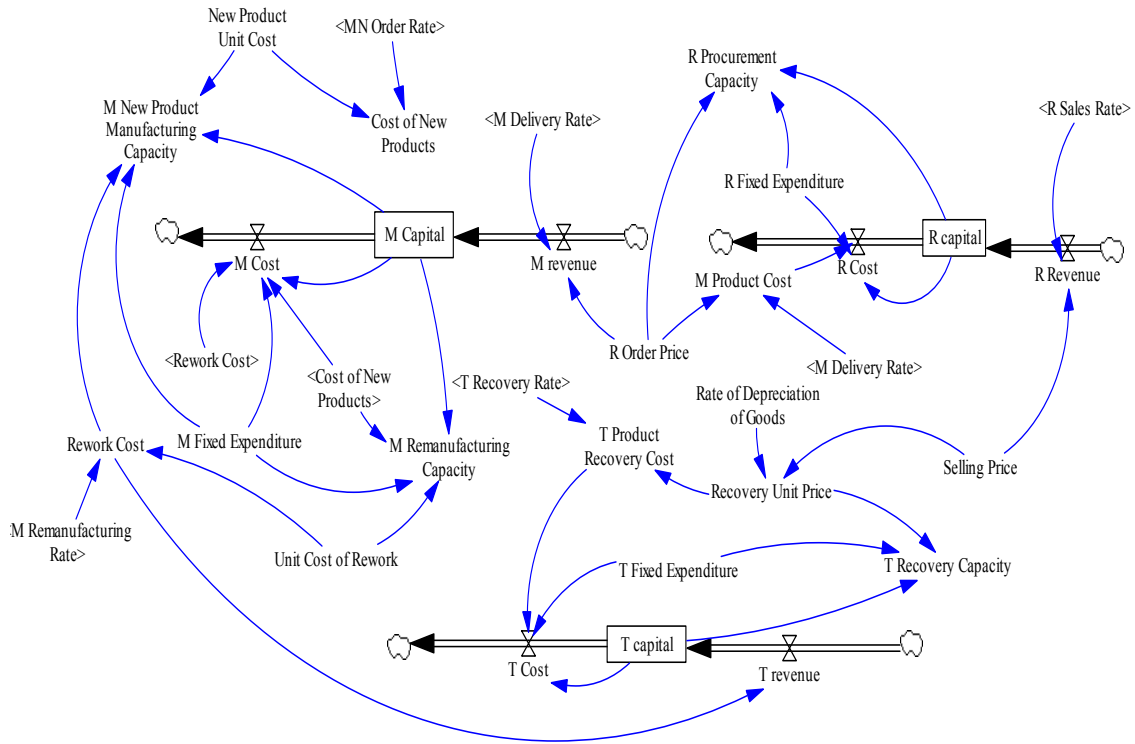 New Product
Unit Cost
<MN Order Rate>
R Procurement
Capacity
M New Product
Manufacturing
Capacity
Cost of New
Products
<M Delivery Rate>
<R Sales Rate>
R Fixed Expenditure
M Capital
R capital
M Cost
M revenue
M Product Cost
R Cost
R Revenue
<Rework Cost>
<Cost of New
Products>
R Order Price
<M Delivery Rate>
<T Recovery Rate>
Rate of Depreciation
of Goods
Rework Cost
M Fixed Expenditure
M Remanufacturing
Capacity
T Product
Recovery Cost
Selling Price
Recovery Unit Price
<M Remanufacturing
Rate>
Unit Cost of Rework
T Fixed Expenditure
T Recovery Capacity
T capital
T Cost
T revenue